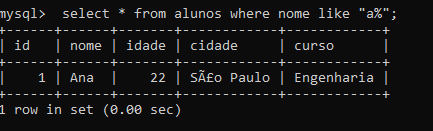 mysql>  select * from alunos where nome like "a%";
+----+------+-------+-----------+------------+
| id | nome | idade | cidade    | curso      |
+----+------+-------+-----------+------------+
|  1 | Ana  |    22 | SÃ£o Paulo | Engenharia |
+----+------+-------+-----------+------------+
1 row in set (0.00 sec)